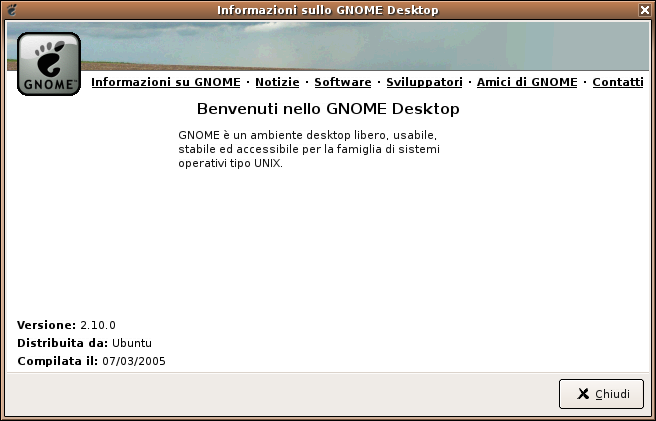 Informazioni sullo GNOME Desktop
GNOME™
Informazioni su GNOME · Notizie · Software · Sviluppatori · Amici di GNOME · Contatti
Benvenuti nello GNOME Desktop
GNOME è un ambiente desktop libero, usabile,
stabile ed accessibile per la famiglia di sistemi
operativi tipo UNIX.
Versione: 2.10.0
Distribuita da: Ubuntu
Compilata il: 07/03/2005
Chiudi